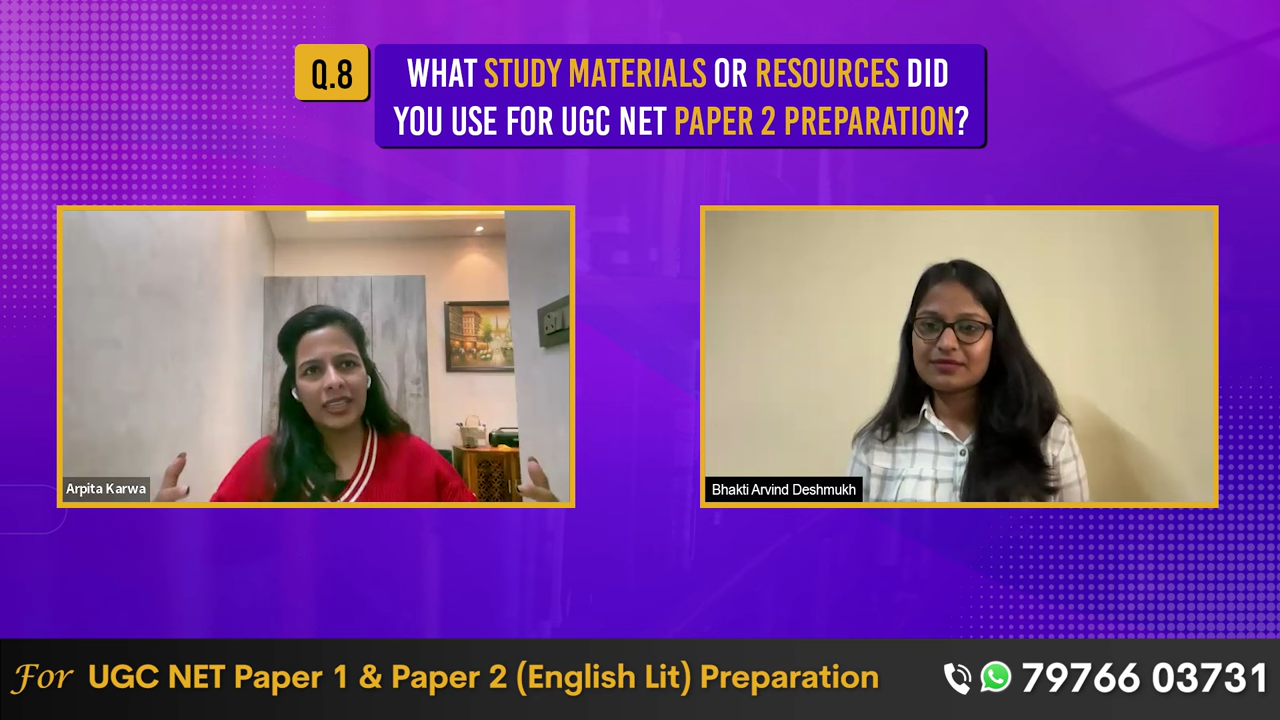 Q.8
WHAT STUDY MATERIALS OR RESOURCES DID
YOU USE FOR UGC NET PAPER 2 PREPARATION?
Arpita Karwa
Bhakti Arvind Deshmukh
For UGC NET Paper 1 & Paper 2 (English Lit) Preparation
79766 03731